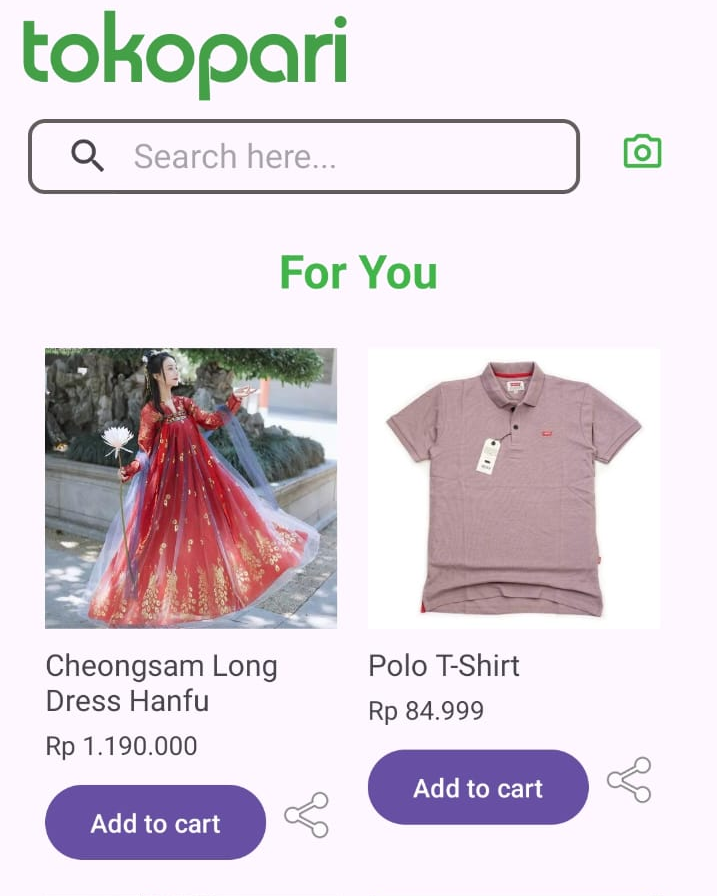 tokopari
Search here...
For You
Cheongsam Long
Dress Hanfu
Rp 1.190.000
Add to cart
Polo T-Shirt
Rp 84.999
Add to cart